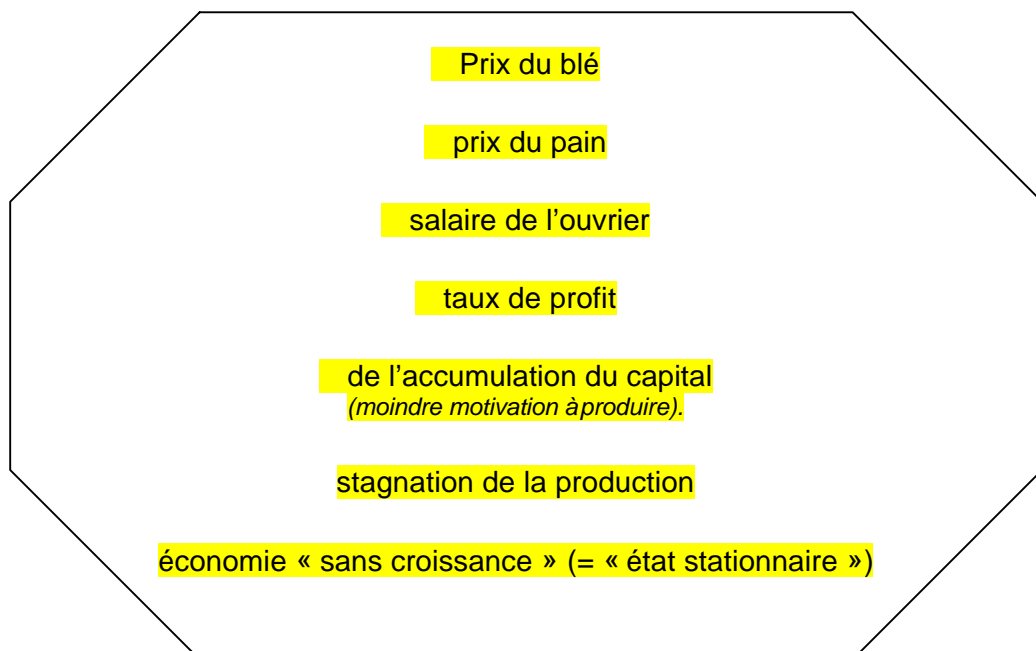 Prix du blé
prix du pain
salaire de l’ouvrier
taux de profit
de l’accumulation du capital
(moindre motivation à produire).
stagnation de la production
économie « sans croissance » (= « état stationnaire »)